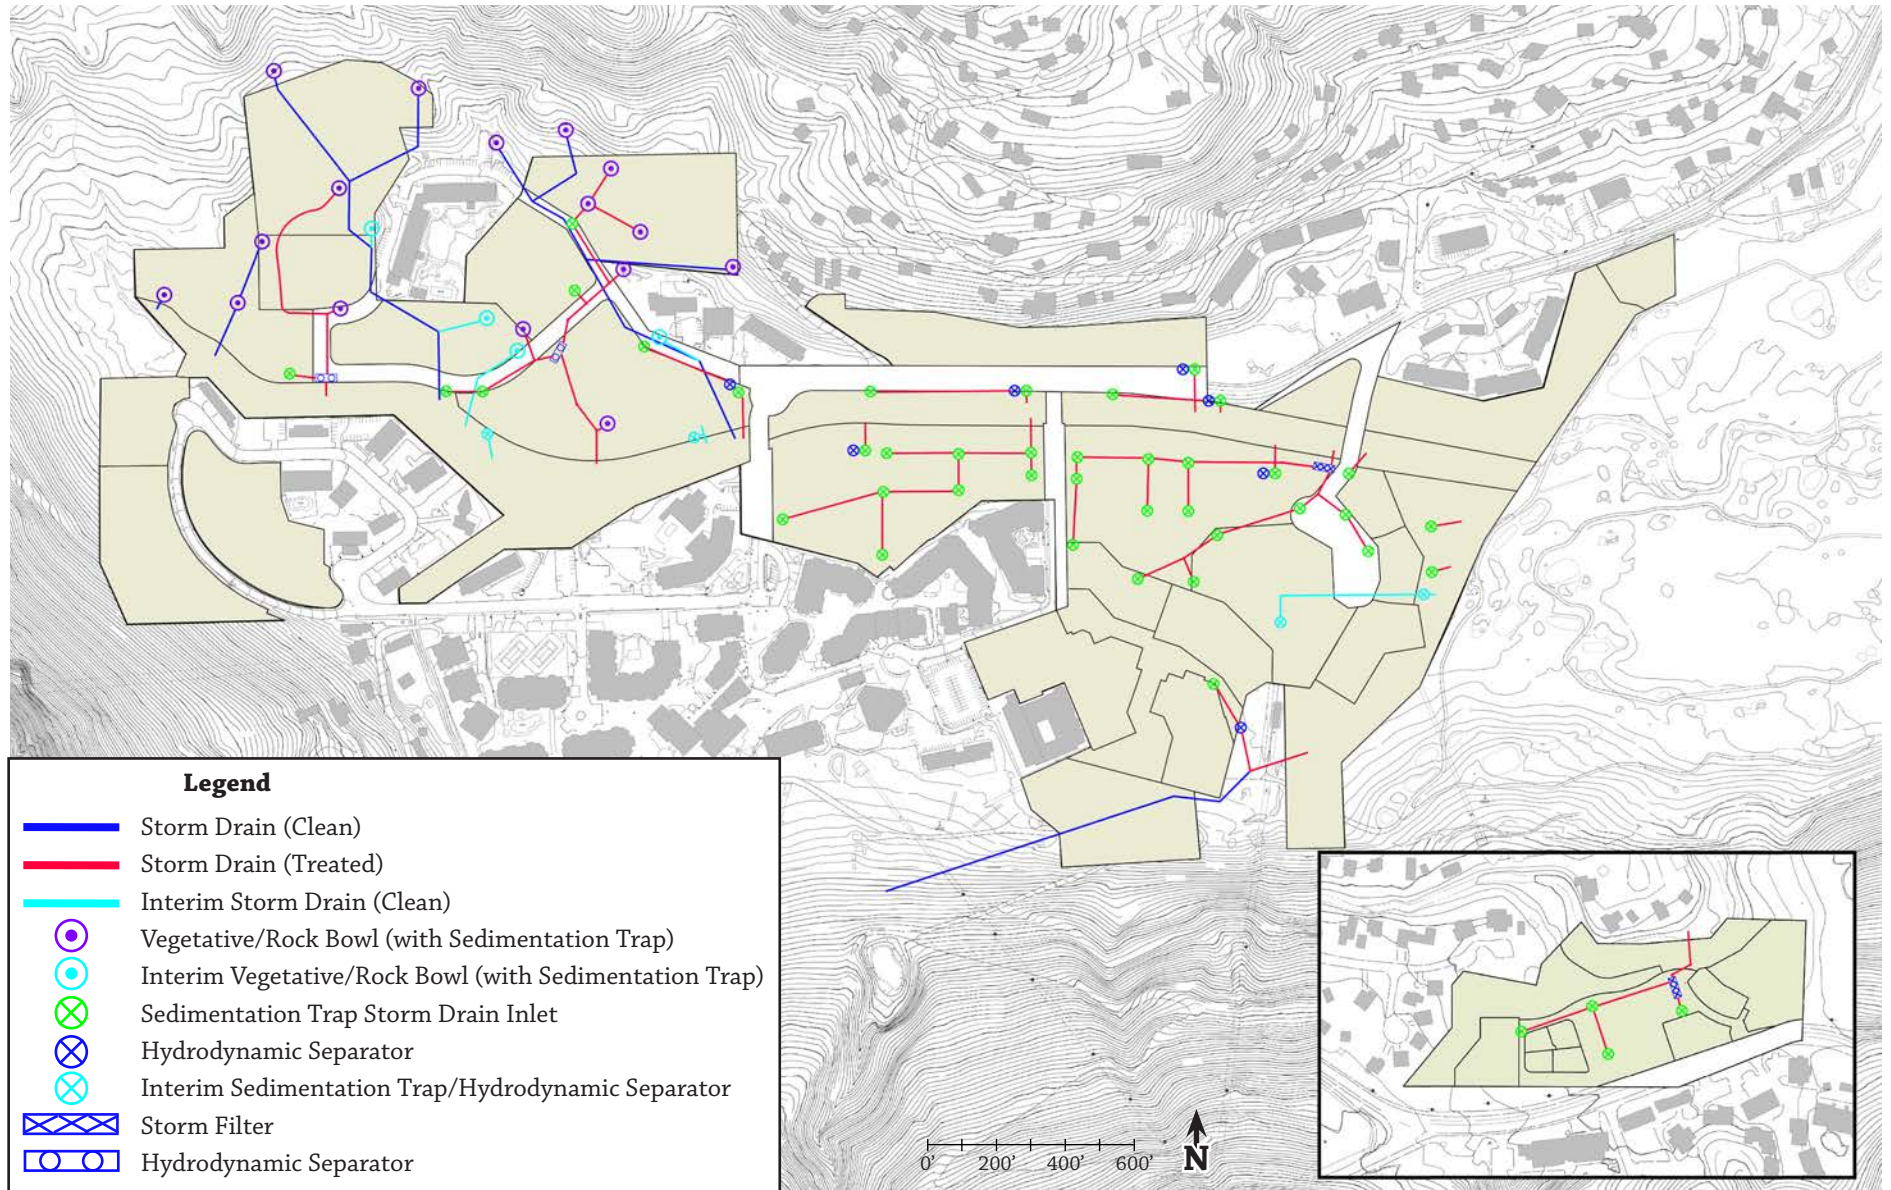 Legend
Storm Drain (Clean)
Storm Drain (Treated)
Interim Storm Drain (Clean)
Vegetative/Rock Bowl (with Sedimentation Trap)
Interim Vegetative/Rock Bowl (with Sedimentation Trap)
Sedimentation Trap Storm Drain Inlet
Hydrodynamic Separator
Interim Sedimentation Trap/Hydrodynamic Separator
Storm Filter
Hydrodynamic Separator
0' 200' 400' 600'
N